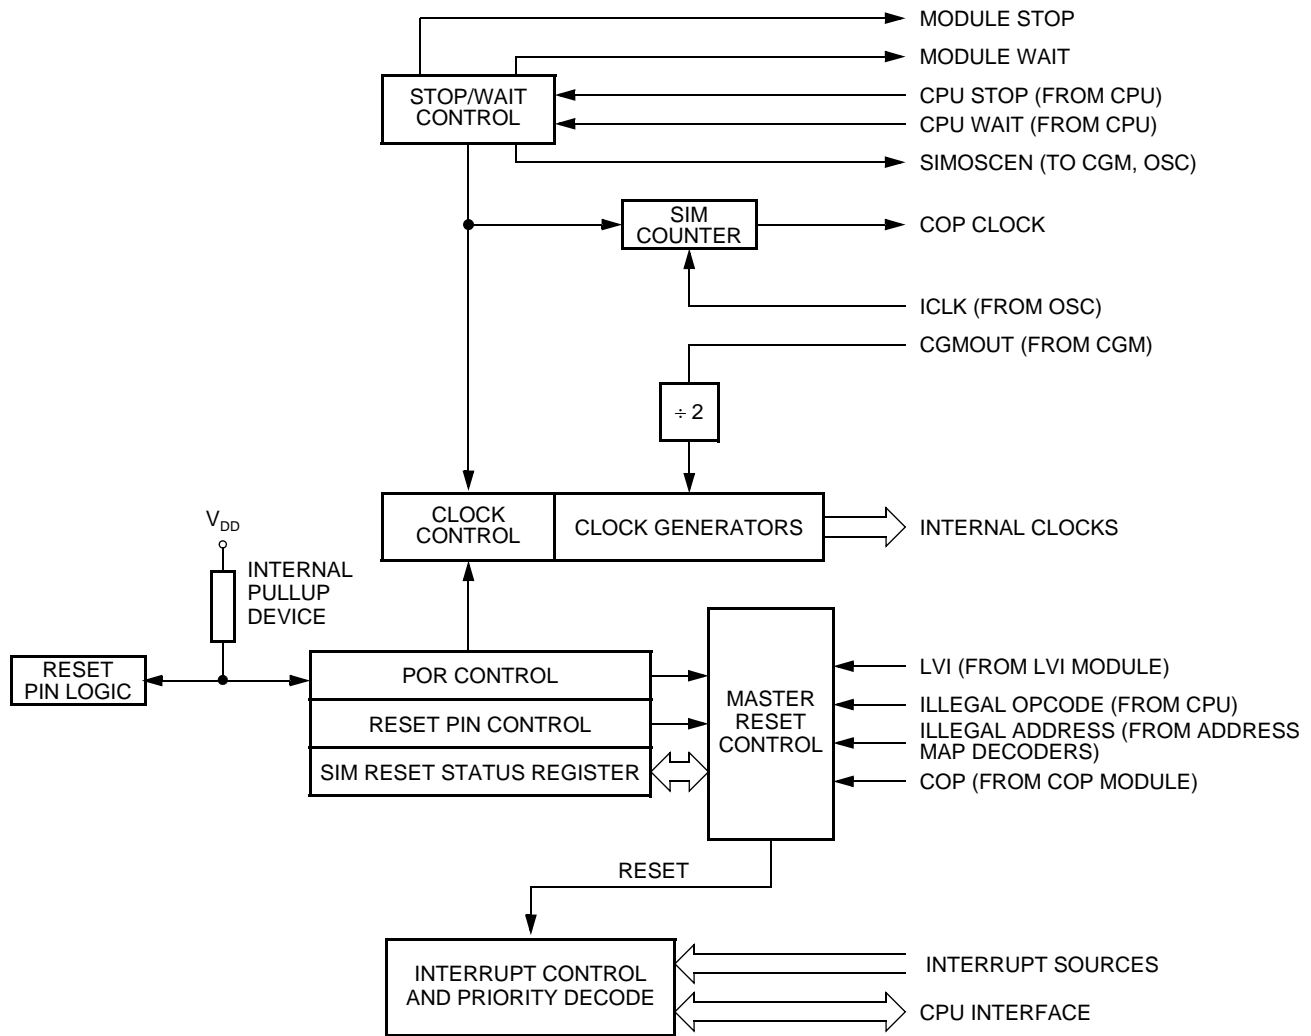 MODULE STOP
MODULE WAIT
STOP/WAIT
CONTROL
CPU STOP (FROM CPU)
CPU WAIT (FROM CPU)
SIMOSCEN (TO CGM, OSC)
SIM
COUNTER
COP CLOCK
ICLK (FROM OSC)
CGMOUT (FROM CGM)
÷ 2
CLOCK
CONTROL
CLOCK GENERATORS
INTERNAL CLOCKS
VDD
INTERNAL
PULLUP
DEVICE
RESET
PIN LOGIC
POR CONTROL
RESET PIN CONTROL
SIM RESET STATUS REGISTER
MASTER
RESET
CONTROL
LVI (FROM LVI MODULE)
ILLEGAL OPCODE (FROM CPU)
ILLEGAL ADDRESS (FROM ADDRESS
MAP DECODERS)
COP (FROM COP MODULE)
RESET
INTERRUPT CONTROL
AND PRIORITY DECODE
INTERRUPT SOURCES
CPU INTERFACE